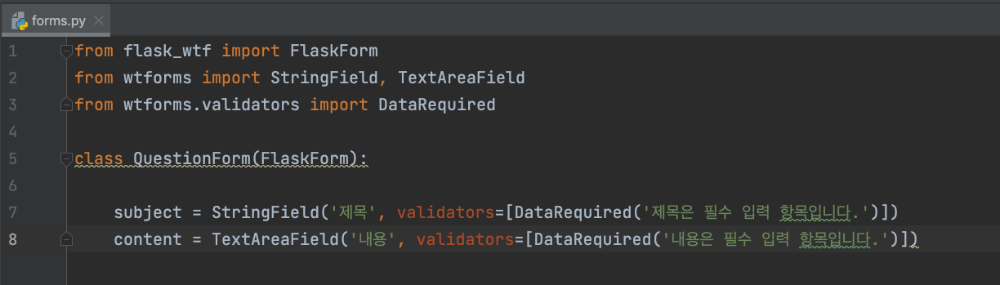 forms.py
1 from flask_wtf import FlaskForm
2 from wtforms import StringField, TextAreaField
3 from wtforms.validators import DataRequired
4
5 class QuestionForm(FlaskForm):
6
7 subject = StringField('제목', validators=[DataRequired('제목은 필수 입력 항목입니다.')])
8 content = TextAreaField('내용', validators=[DataRequired('내용은 필수 입력 항목입니다.')])